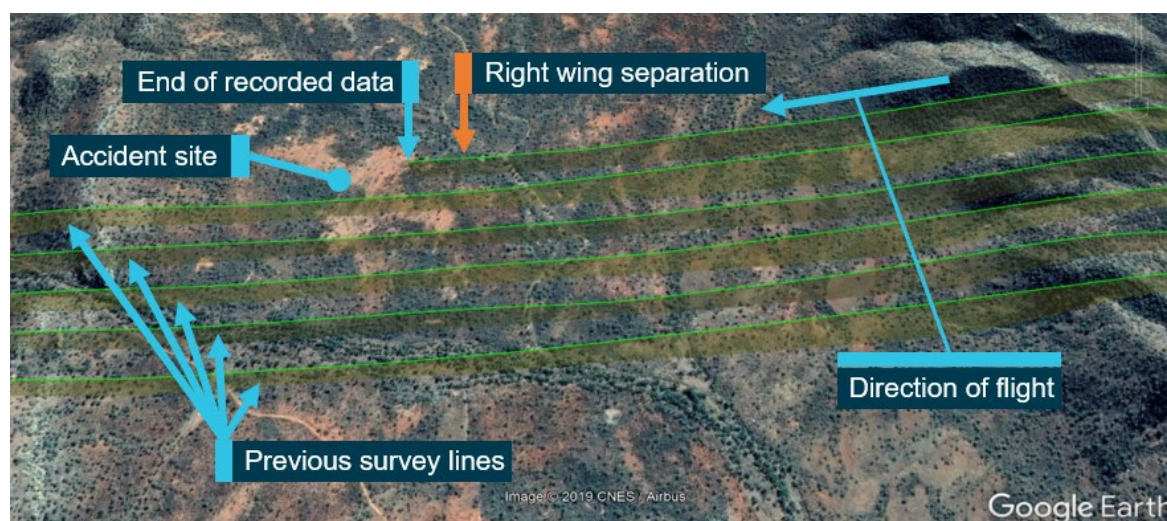 End of recorded data
Right wing separation
Accident site
Direction of flight
Previous survey lines
Image © 2019 CNES / Airbus
Google Earth